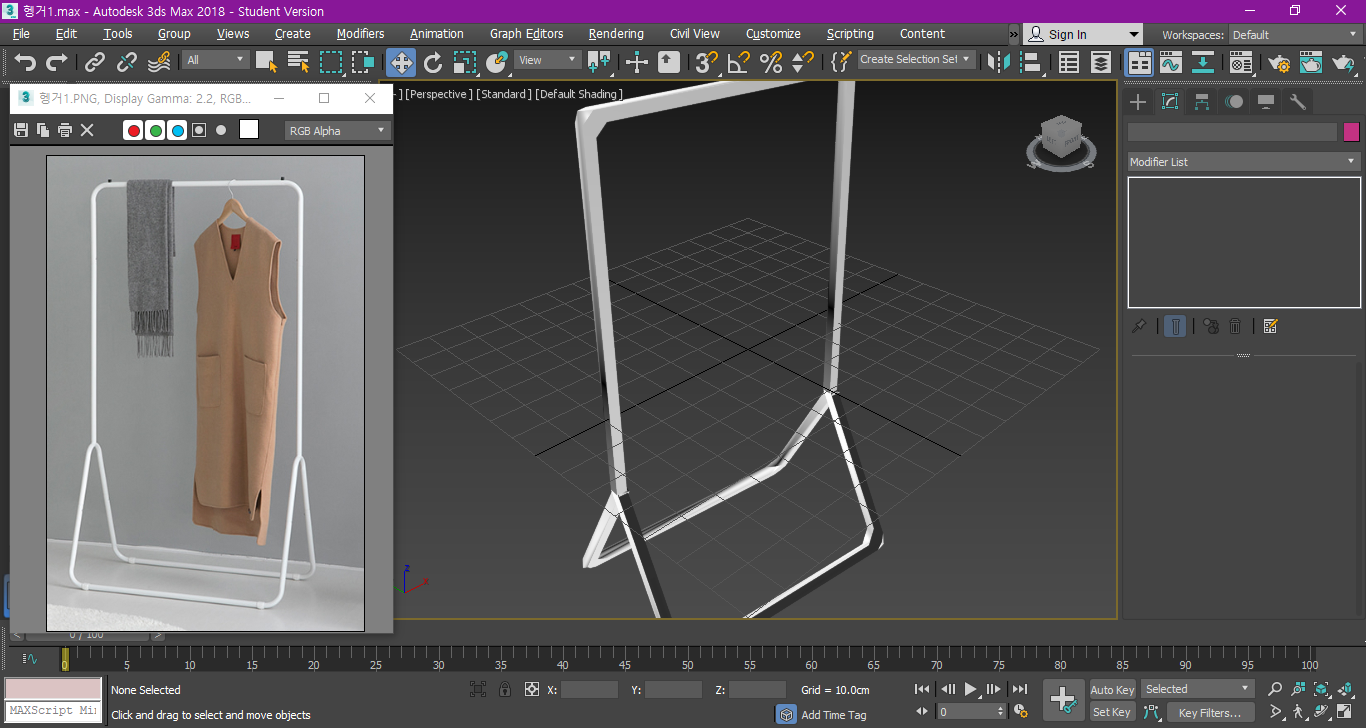 행거1.max - Autodesk 3ds Max 2018 - Student Version
File Edit Tools Group Views Create Modifiers Animation Graph Editors Rendering Civil View Customize Scripting Content » Sign In Workspaces: Default
All View Create Selection Set
행거1.PNG, Display Gamma: 2.2, RGB...
] [Perspective ] [Standard ] [Default Shading ]
RGB Alpha
Modifier List
0 / 100
0 5 10 15 20 25 30 35 40 45 50 55 60 65 70 75 80 85 90 95 100
None Selected X: Y: Z: Grid = 10.0cm Auto Key Selected
MAXScript Mi
Click and drag to select and move objects Add Time Tag 0 Set Key Key Filters...